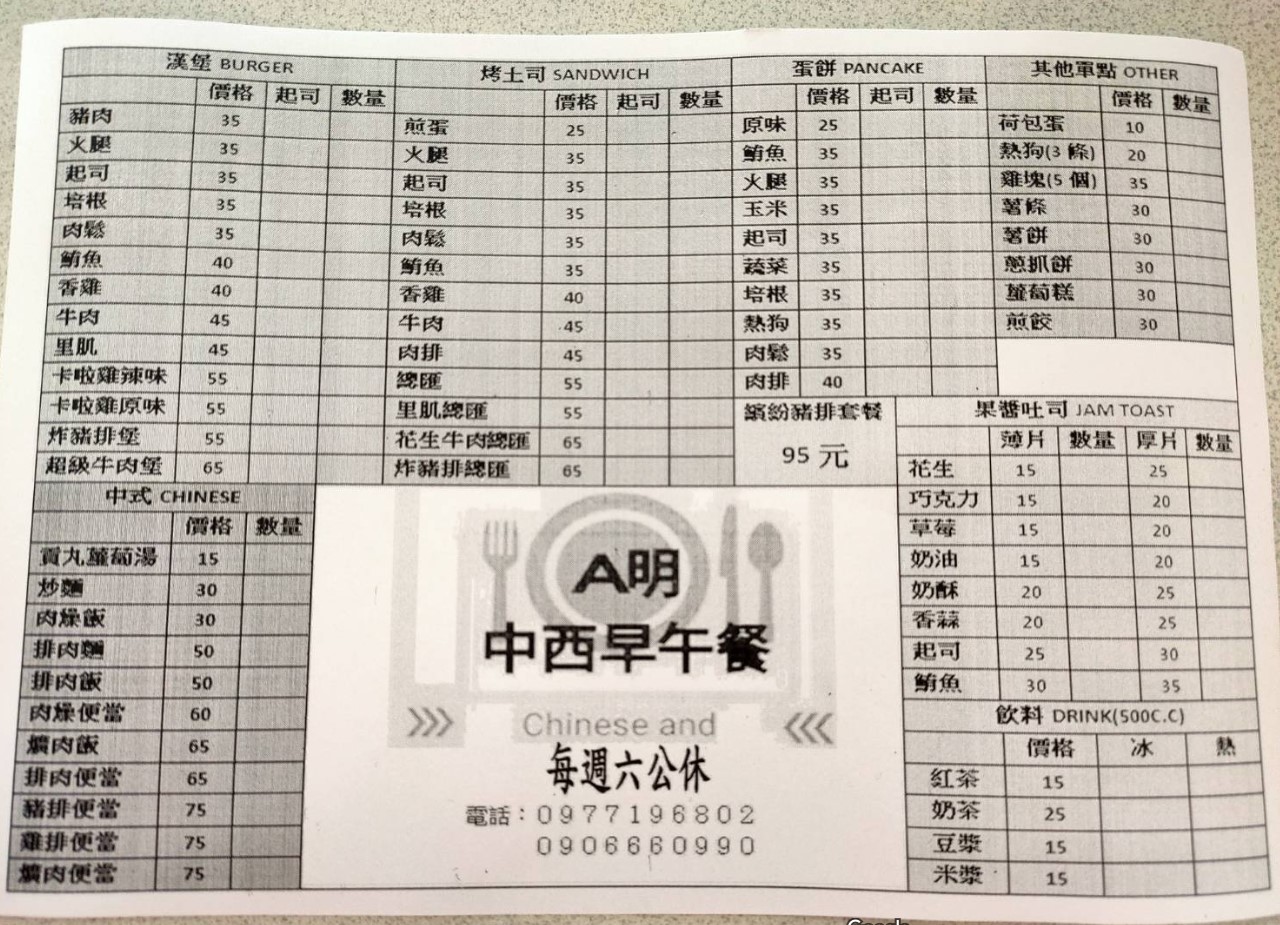 漢堡 BURGER
價格 起司 數量
豬肉 35
火腿 35
起司 35
培根 35
肉鬆 35
鮪魚 40
香雞 40
牛肉 45
里肌 45
卡啦雞辣味 55
卡啦雞原味 55
炸豬排堡 55
超級牛肉堡 65
烤土司 SANDWICH
價格 起司 數量
煎蛋 25
火腿 35
起司 35
培根 35
肉鬆 35
鮪魚 35
香雞 40
牛肉 45
肉排 45
總匯 55
里肌總匯 55
花生牛肉總匯 65
炸豬排總匯 65
蛋餅 PANCAKE
價格 起司 數量
原味 25
鮪魚 35
火腿 35
玉米 35
起司 35
蔬菜 35
培根 35
熱狗 35
肉鬆 35
肉排 40
其他單點 OTHER
價格 數量
荷包蛋 10
熱狗(3 條) 20
雞塊(5 個) 35
薯條 30
薯餅 30
蔥抓餅 30
蘿蔔糕 30
煎餃 30
繽紛豬排套餐
95 元
果醬吐司 JAM TOAST
薄片 數量 厚片 數量
花生 15 25
巧克力 15 20
草莓 15 20
奶油 15 20
奶酥 20 25
香蒜 20 25
起司 25 30
鮪魚 30 35
中式 CHINESE
價格 數量
貢丸蘿蔔湯 15
炒麵 30
肉燥飯 30
排肉麵 50
排肉飯 50
肉燥便當 60
爌肉飯 65
排肉便當 65
豬排便當 75
雞排便當 75
爌肉便當 75
A明
中西早午餐
Chinese and
每週六公休
電話：0977196802
0906660990
飲料 DRINK(500C.C)
價格 冰 熱
紅茶 15
奶茶 25
豆漿 15
米漿 15